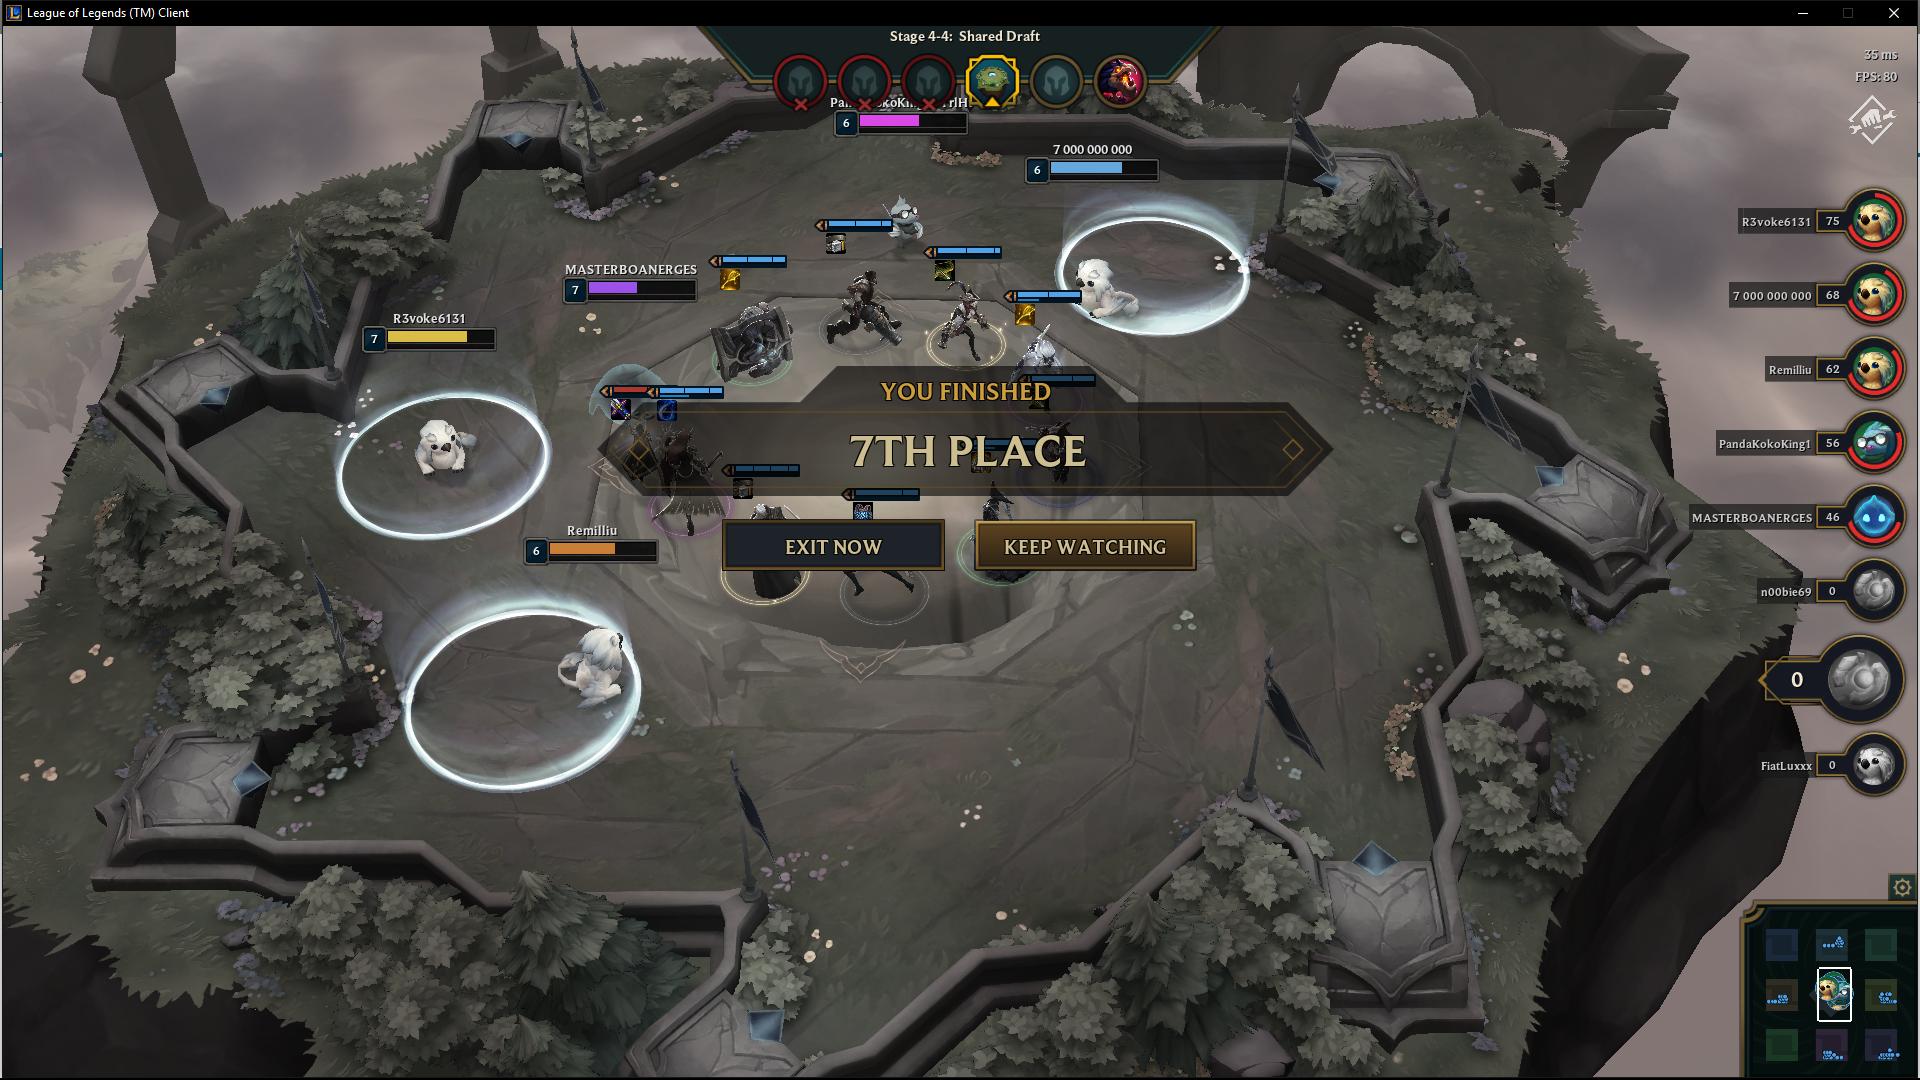 League of Legends (TM) Client
Stage 4-4: Shared Draft
35 ms
FPS: 80
6
7 000 000 000
6
MASTERBOANERGES
7
R3voke6131
7
R3voke6131 75
7 000 000 000 68
Remilliu 62
PandaKokoKing1 56
MASTERBOANERGES 46
n00bie69 0
0
FiatLuxxx 0
YOU FINISHED
7TH PLACE
Remilliu
6
EXIT NOW
KEEP WATCHING